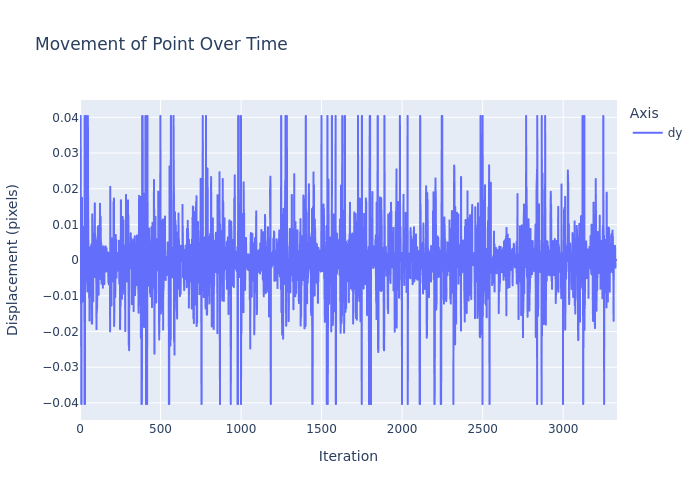 Movement of Point Over Time
Axis
dy
Displacement (pixels)
0.04
0.03
0.02
0.01
0
−0.01
−0.02
−0.03
−0.04
0 500 1000 1500 2000 2500 3000
Iteration